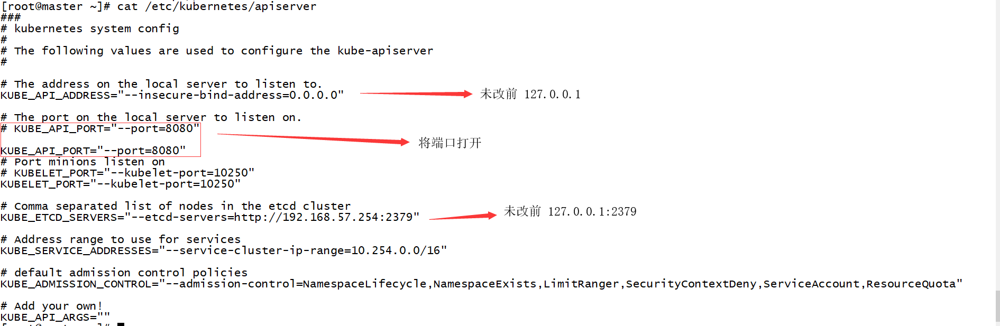 [root@master ~]# cat /etc/kubernetes/apiserver
###
# kubernetes system config
#
# The following values are used to configure the kube-apiserver
#
# The address on the local server to listen to.
KUBE_API_ADDRESS="--insecure-bind-address=0.0.0.0"
未改前 127.0.0.1
# The port on the local server to listen on.
# KUBE_API_PORT="--port=8080"
将端口打开
KUBE_API_PORT="--port=8080"
# Port minions listen on
# KUBELET_PORT="--kubelet-port=10250"
KUBELET_PORT="--kubelet-port=10250"
# Comma separated list of nodes in the etcd cluster
KUBE_ETCD_SERVERS="--etcd-servers=http://192.168.57.254:2379"
未改前 127.0.0.1:2379
# Address range to use for services
KUBE_SERVICE_ADDRESSES="--service-cluster-ip-range=10.254.0.0/16"
# default admission control policies
KUBE_ADMISSION_CONTROL="--admission-control=NamespaceLifecycle,NamespaceExists,LimitRanger,SecurityContextDeny,ServiceAccount,ResourceQuota"
# Add your own!
KUBE_API_ARGS=""